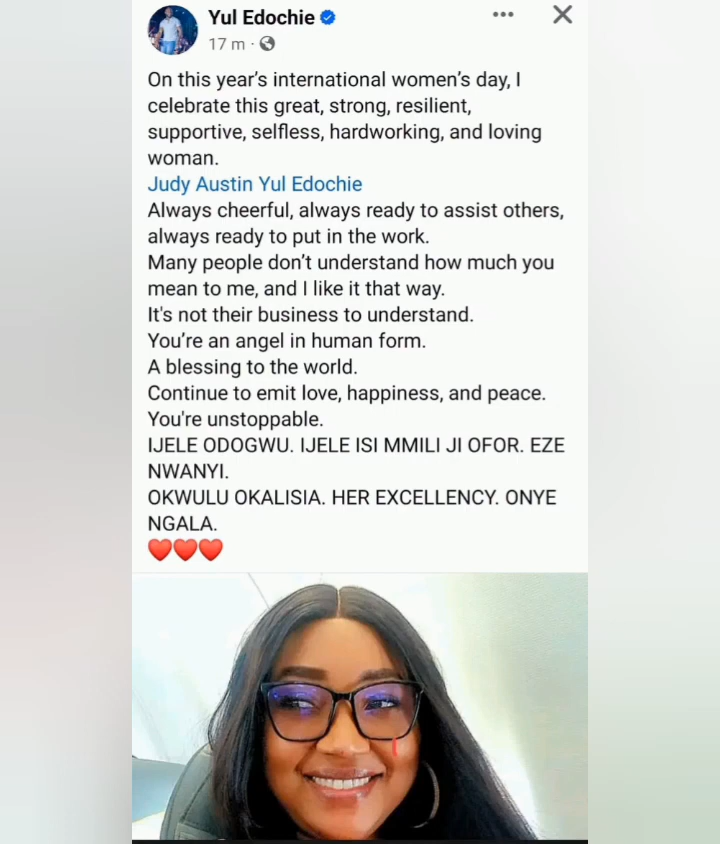 Yul Edochie
17 m
On this year's international women's day, I
celebrate this great, strong, resilient,
supportive, selfless, hardworking, and loving
woman.
Judy Austin Yul Edochie
Always cheerful, always ready to assist others,
always ready to put in the work.
Many people don't understand how much you
mean to me, and I like it that way.
It's not their business to understand.
You're an angel in human form.
A blessing to the world.
Continue to emit love, happiness, and peace.
You're unstoppable.
IJELE ODOGWU. IJELE ISI MMILI JI OFOR. EZE
NWANYI.
OKWULU OKALISIA. HER EXCELLENCY. ONYE
NGALA.